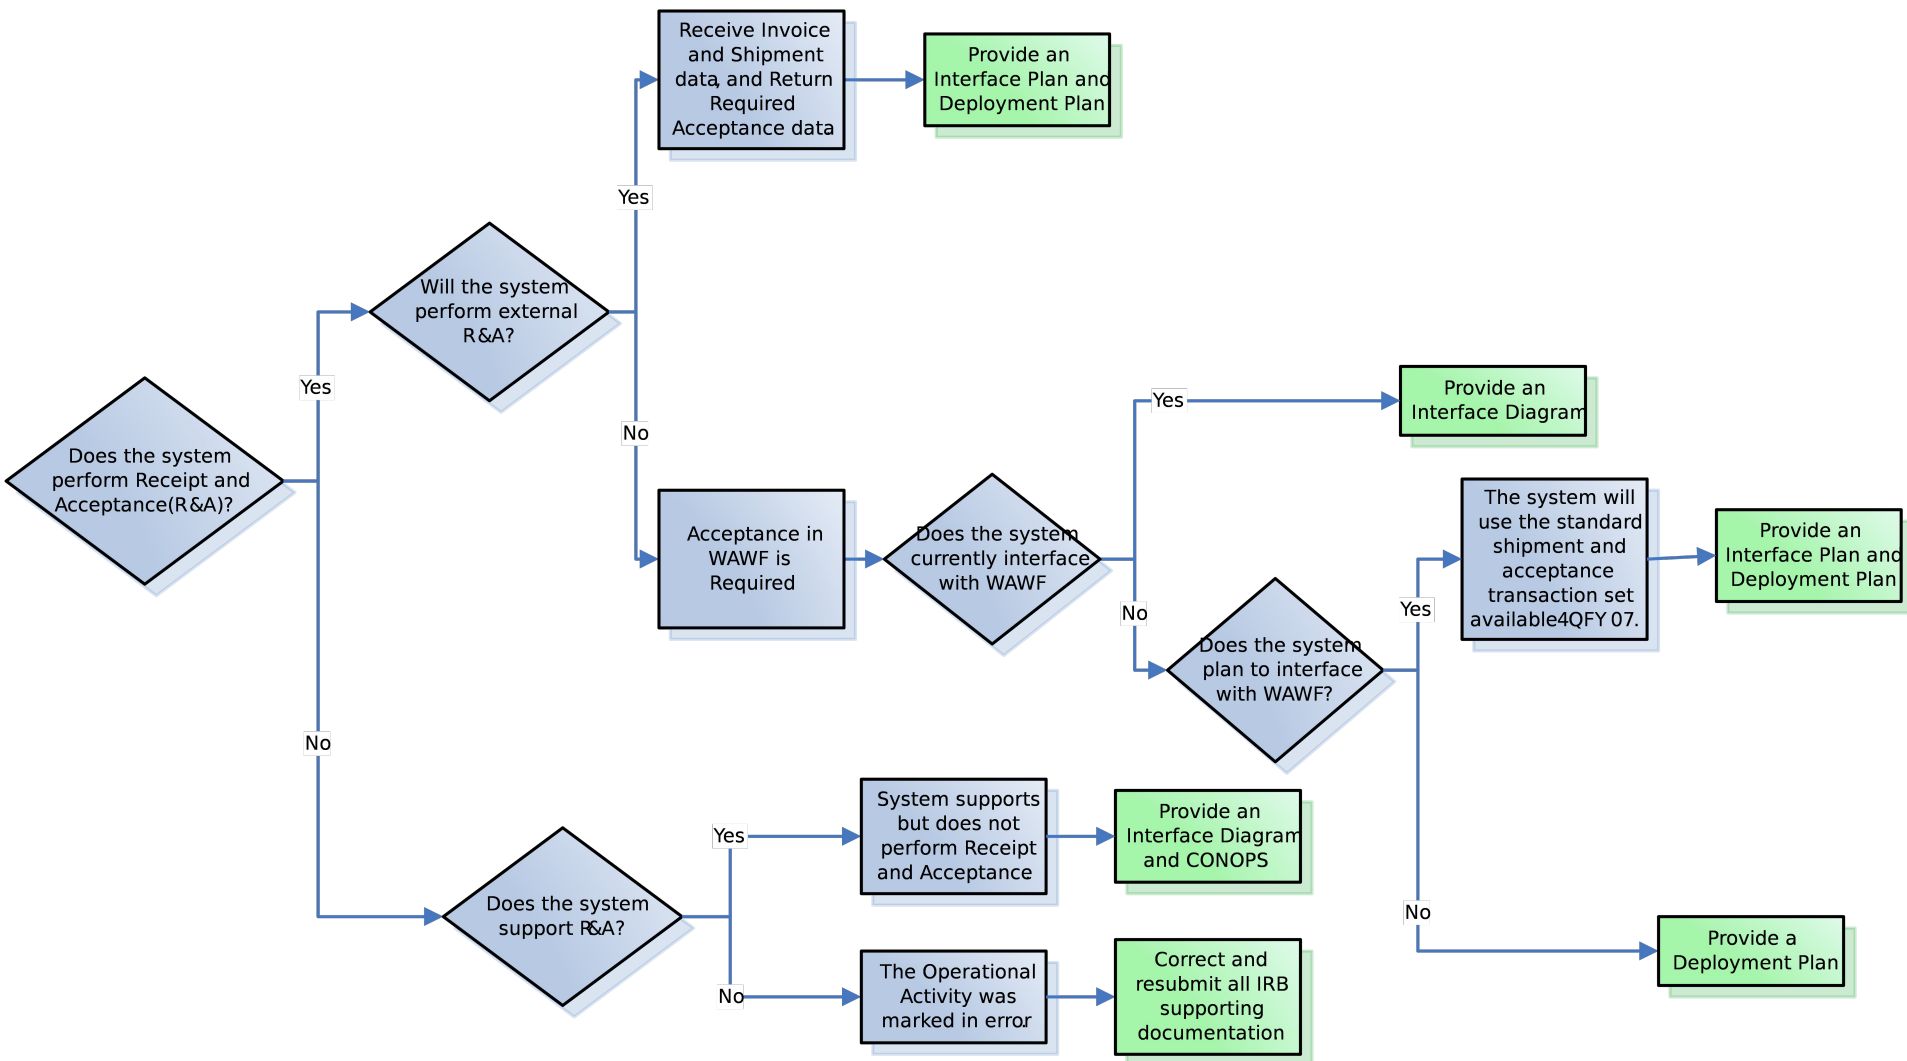 Receive Invoice
and Shipment
data, and Return
Required
Acceptance data.
Provide an
Interface Plan and
Deployment Plan
Yes
Will the system
perform external
R&A?
Yes
No
Does the system
perform Receipt and
Acceptance(R&A)?
Acceptance in
WAWF is
Required
Does the system
currently interface
with WAWF
Yes
Provide an
Interface Diagram
No
Does the system
plan to interface
with WAWF?
Yes
The system will
use the standard
shipment and
acceptance
transaction set
available4QFY 07.
Provide an
Interface Plan and
Deployment Plan
No
Provide a
Deployment Plan
No
Does the system
support R&A?
Yes
System supports
but does not
perform Receipt
and Acceptance.
Provide an
Interface Diagram
and CONOPS
No
The Operational
Activity was
marked in error.
Correct and
resubmit all IRB
supporting
documentation